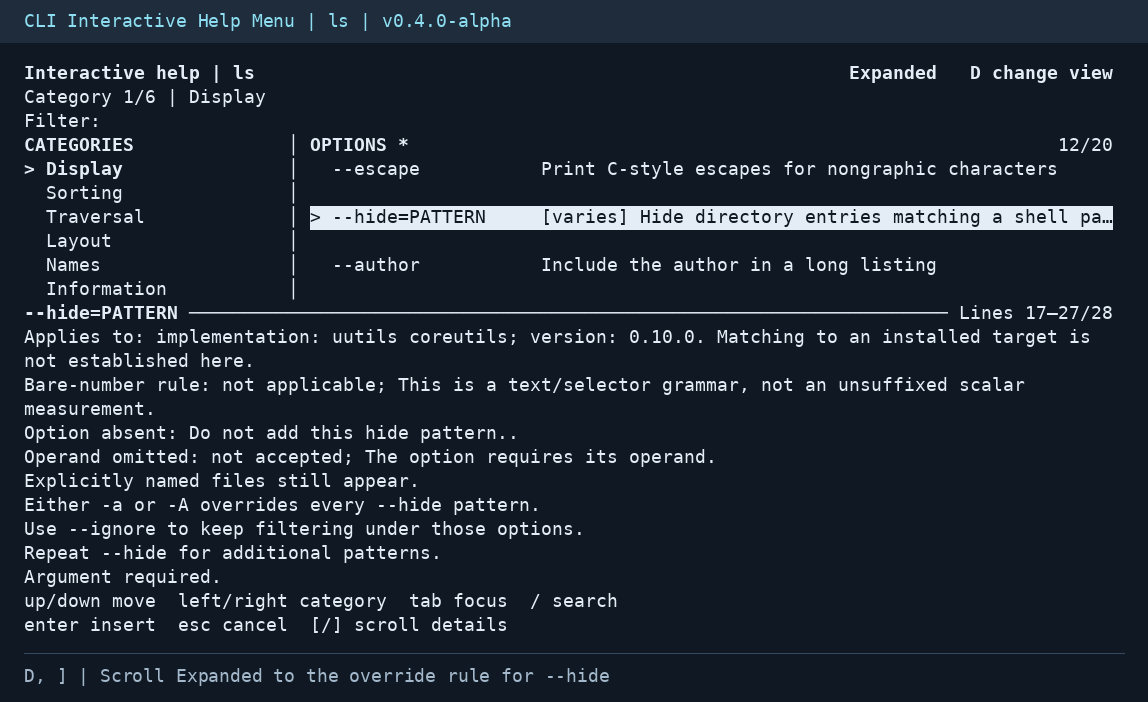 CLI Interactive Help Menu | ls | v0.4.0-alpha
Interactive help | ls Expanded D change view
Category 1/6 | Display
Filter:
CATEGORIES │ OPTIONS * 12/20
> Display │ --escape Print C-style escapes for nongraphic characters
Sorting │
Traversal │ > --hide=PATTERN [varies] Hide directory entries matching a shell pa…
Layout │
Names │ --author Include the author in a long listing
Information │
--hide=PATTERN ───────────────────────────────────────────────────────────────────── Lines 17–27/28
Applies to: implementation: uutils coreutils; version: 0.10.0. Matching to an installed target is
not established here.
Bare-number rule: not applicable; This is a text/selector grammar, not an unsuffixed scalar
measurement.
Option absent: Do not add this hide pattern..
Operand omitted: not accepted; The option requires its operand.
Explicitly named files still appear.
Either -a or -A overrides every --hide pattern.
Use --ignore to keep filtering under those options.
Repeat --hide for additional patterns.
Argument required.
up/down move left/right category tab focus / search
enter insert esc cancel [/] scroll details
D, ] | Scroll Expanded to the override rule for --hide